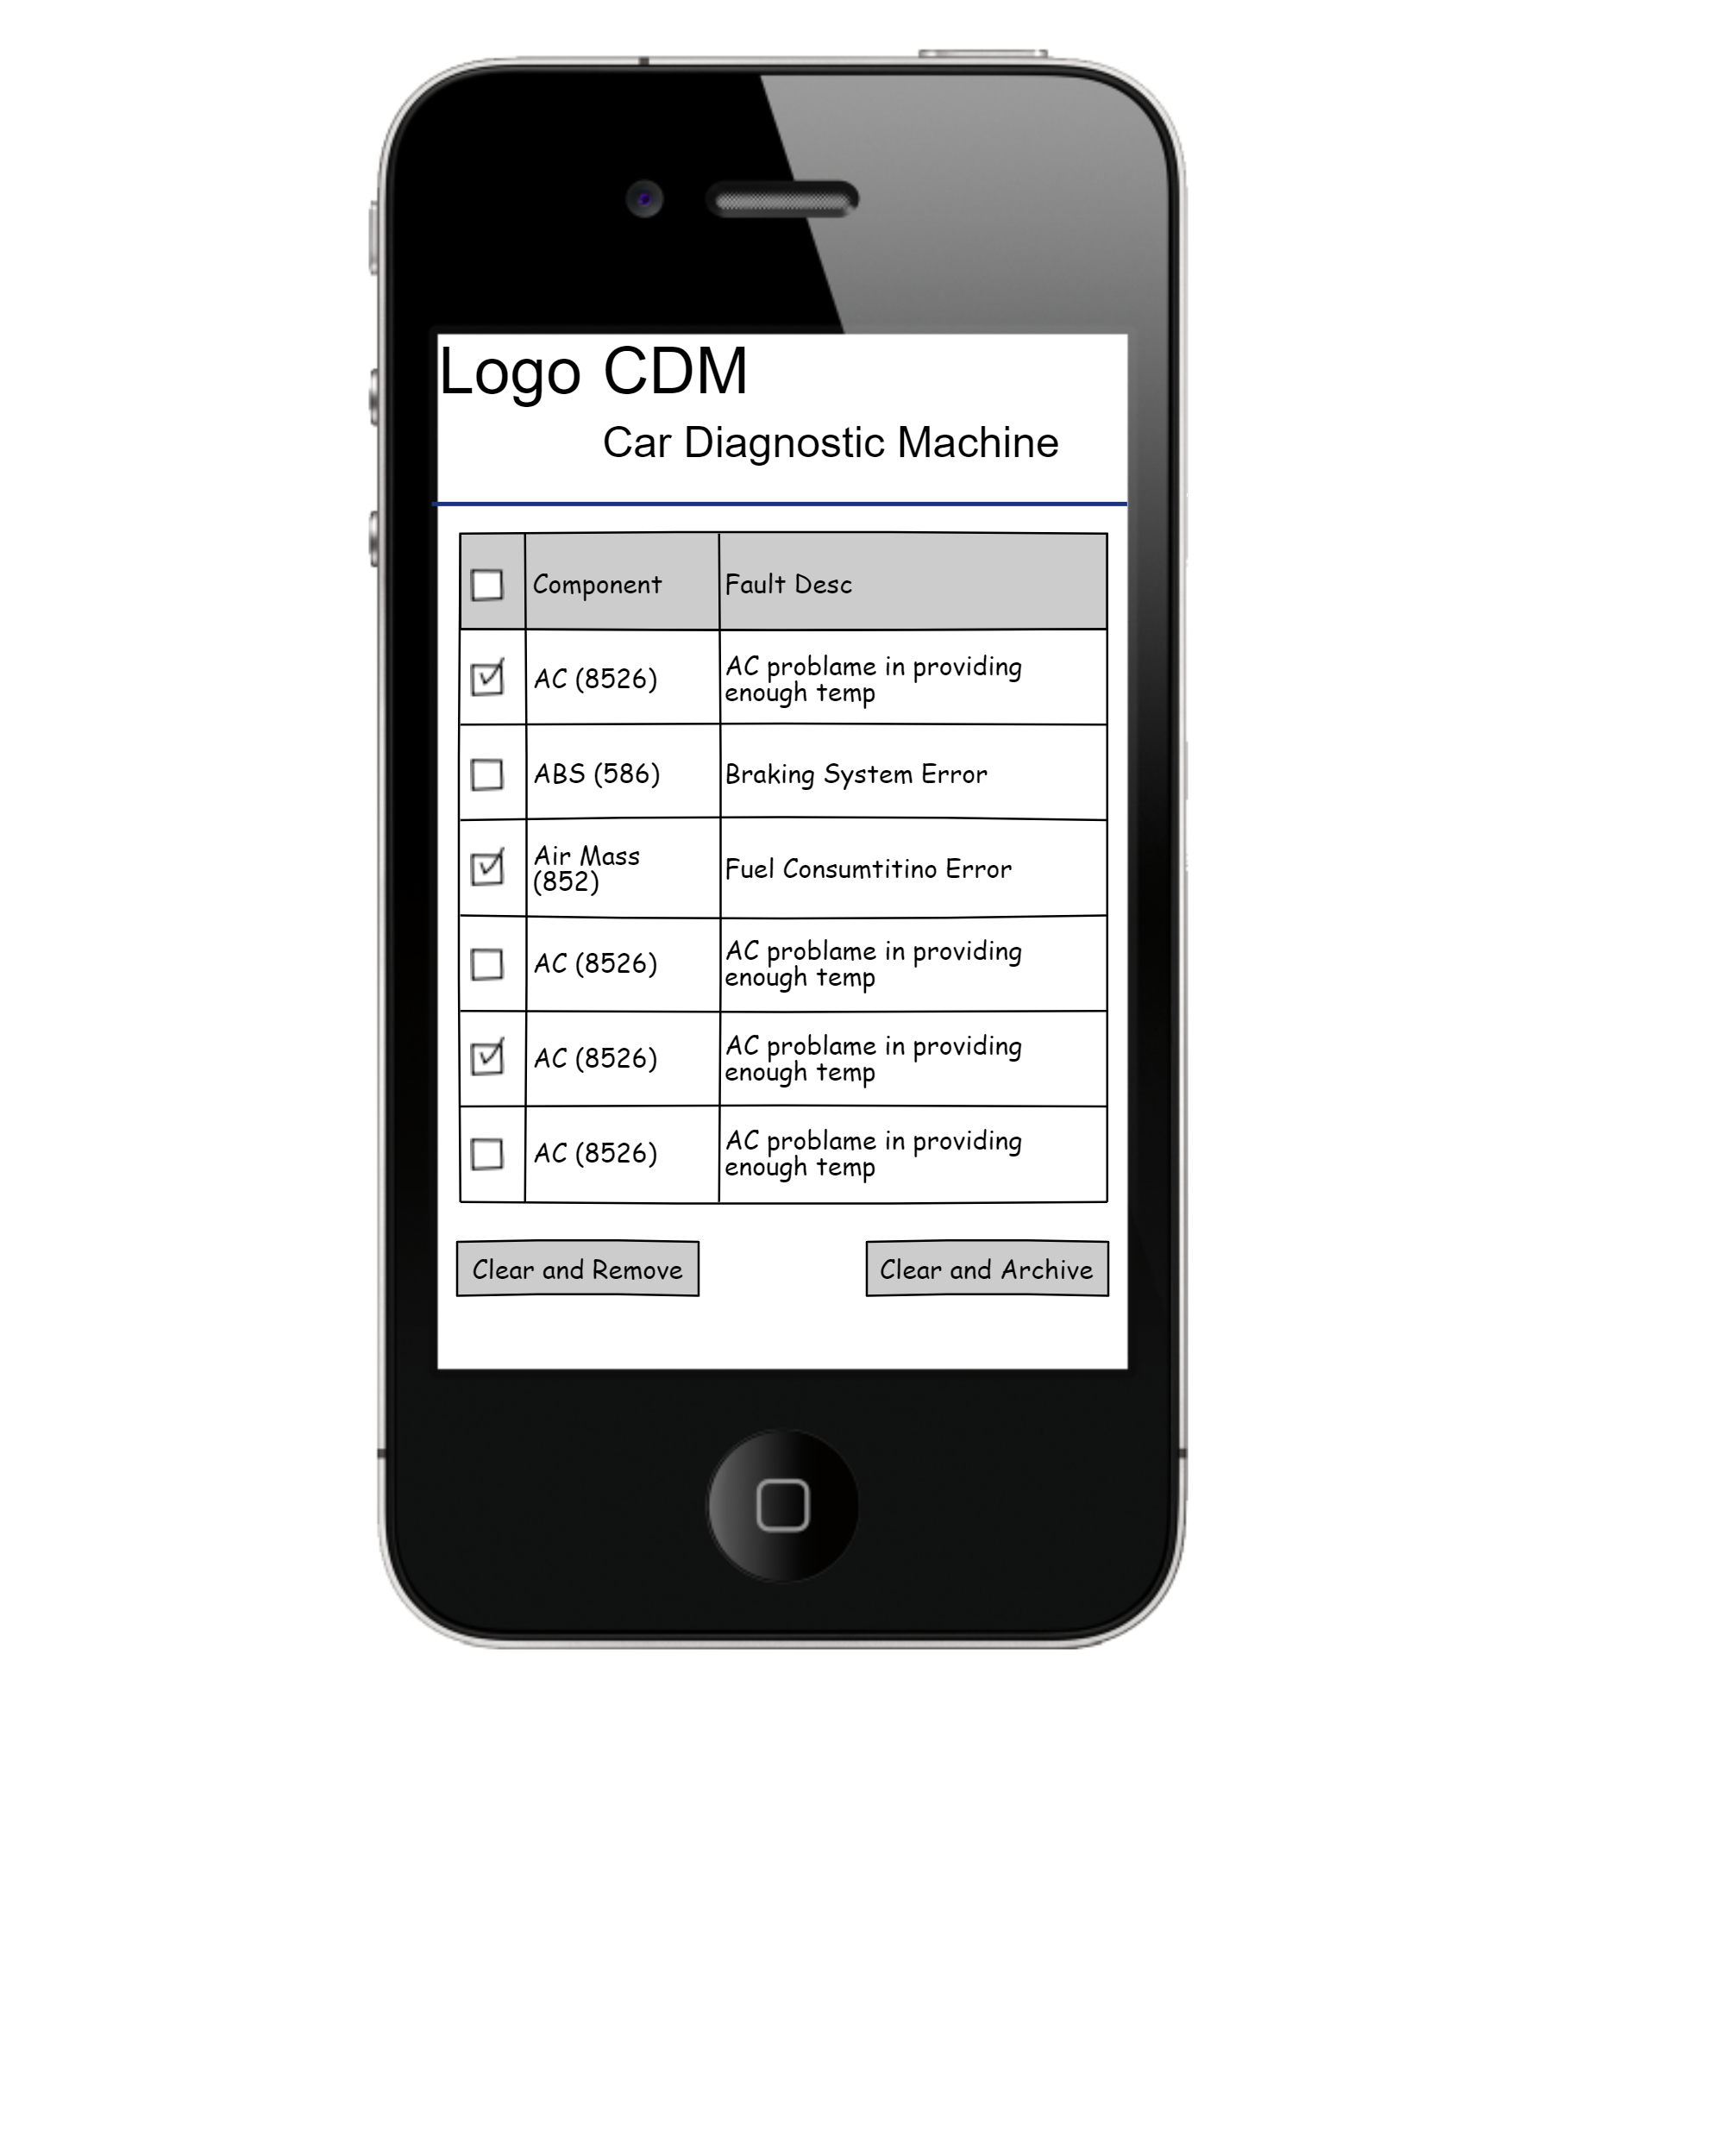 Logo CDM
Car Diagnostic Machine
Component Fault Desc
AC (8526) AC problame in providing
enough temp
ABS (586) Braking System Error
Air Mass
(852) Fuel Consumtitino Error
AC (8526) AC problame in providing
enough temp
AC (8526) AC problame in providing
enough temp
AC (8526) AC problame in providing
enough temp
Clear and Remove Clear and Archive